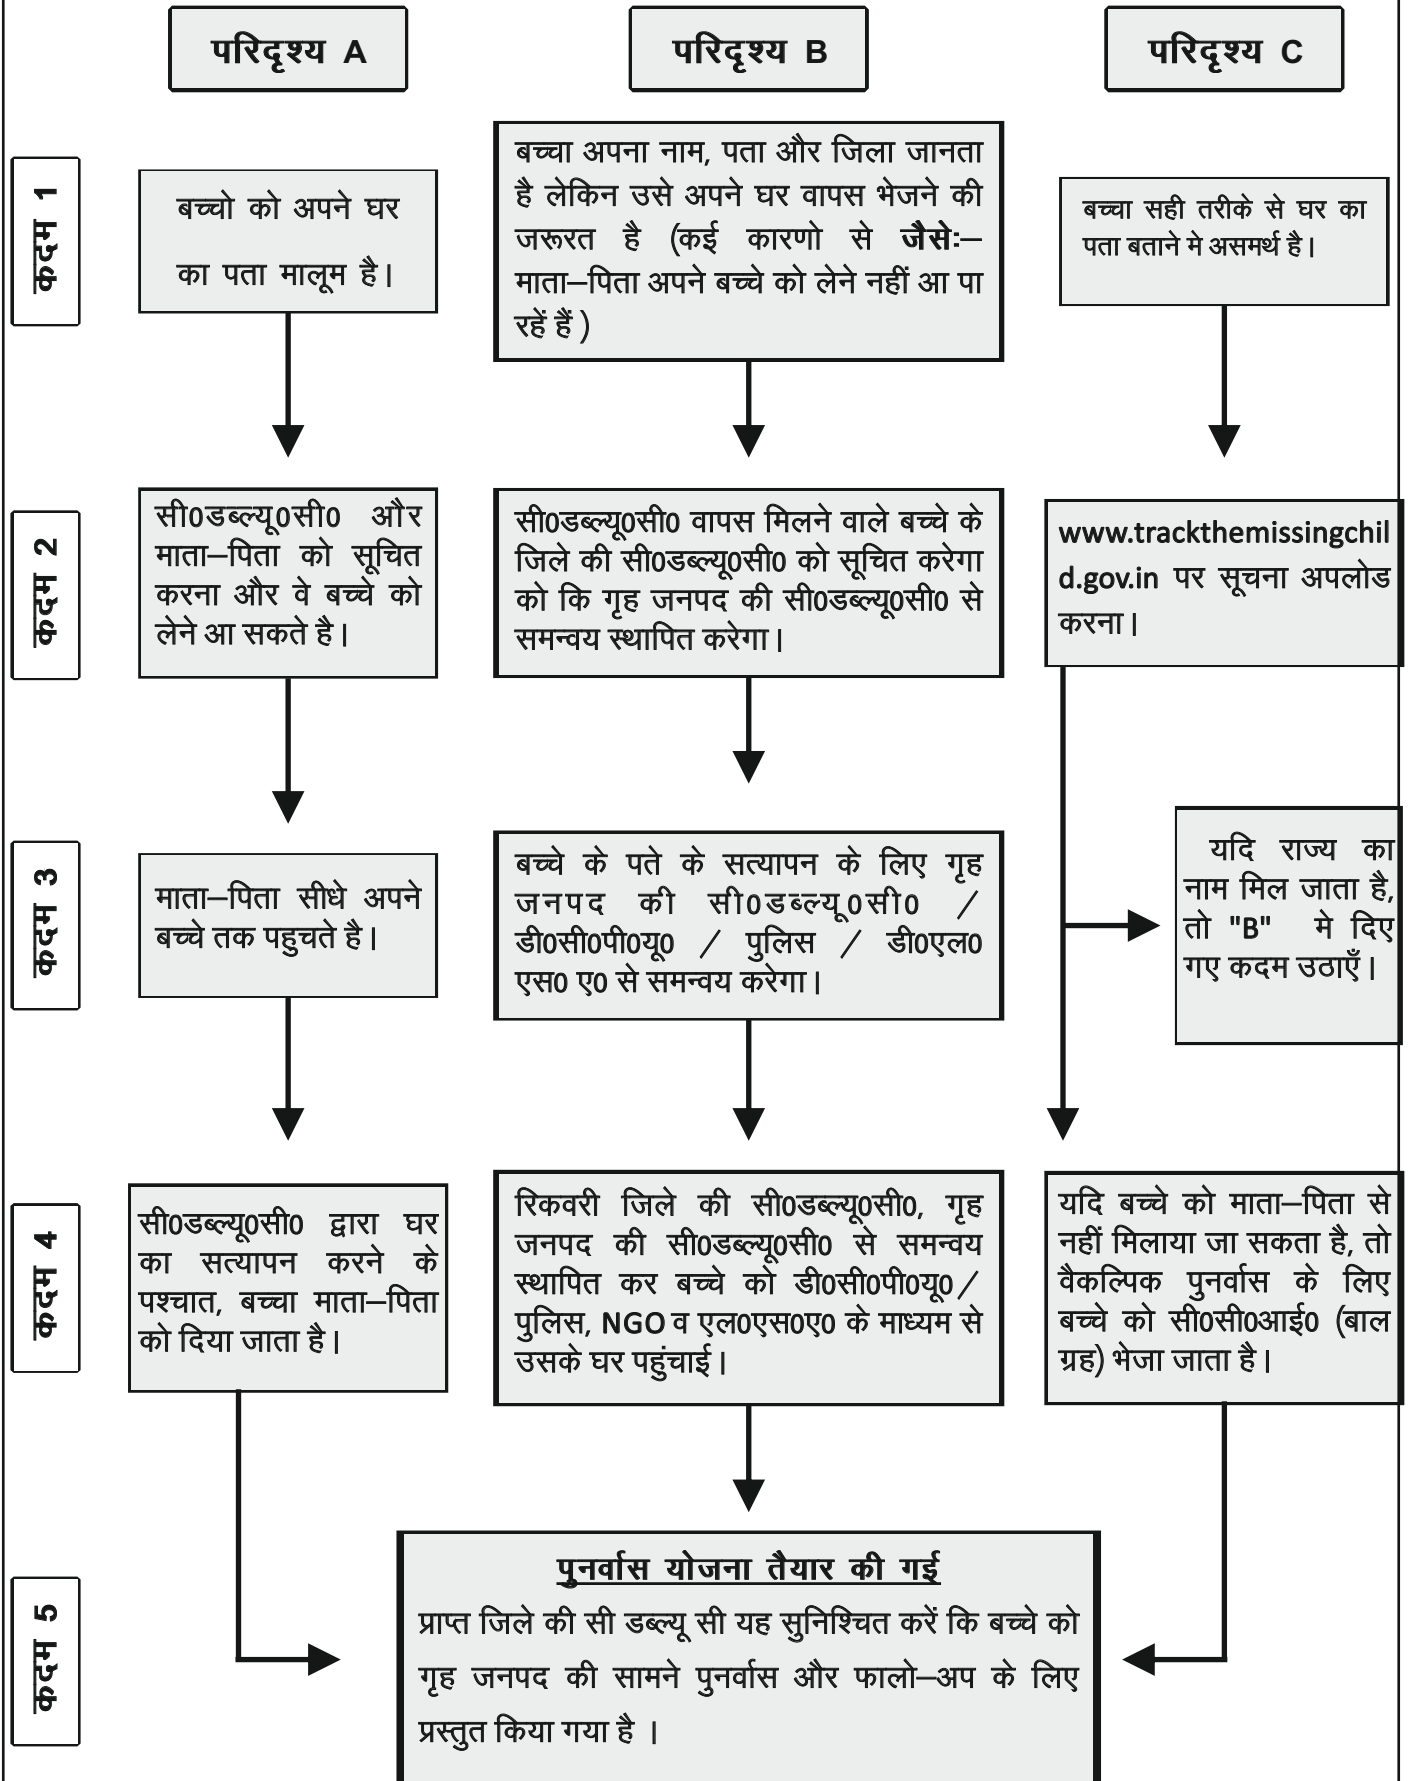 परिदृश्य A
परिदृश्य B
परिदृश्य C
कदम 1
बच्चो को अपने घर
का पता मालूम है।
बच्चा अपना नाम, पता और जिला जानता
है लेकिन उसे अपने घर वापस भेजने की
जरूरत है (कई कारणो से जैसेः–
माता–पिता अपने बच्चे को लेने नहीं आ पा
रहें हैं )
बच्चा सही तरीके से घर का
पता बताने मे असमर्थ है।
कदम 2
सी0डब्ल्यू0सी0 और
माता–पिता को सूचित
करना और वे बच्चे को
लेने आ सकते है।
सी0डब्ल्यू0सी0 वापस मिलने वाले बच्चे के
जिले की सी0डब्ल्यू0सी0 को सूचित करेगा
को कि गृह जनपद की सी0डब्ल्यू0सी0 से
समन्वय स्थापित करेगा।
www.trackthemissingchil
d.gov.in पर सूचना अपलोड
करना।
कदम 3
माता–पिता सीधे अपने
बच्चे तक पहुचते है।
बच्चे के पते के सत्यापन के लिए गृह
जनपद की सी0डब्ल्यू0सी0 /
डी0सी0पी0यू0 / पुलिस / डी0एल0
एस0 ए0 से समन्वय करेगा।
यदि राज्य का
नाम मिल जाता है,
तो "B" मे दिए
गए कदम उठाएँ।
कदम 4
सी0डब्ल्यू0सी0 द्वारा घर
का सत्यापन करने के
पश्चात, बच्चा माता–पिता
को दिया जाता है।
रिकवरी जिले की सी0डब्ल्यू0सी0, गृह
जनपद की सी0डब्ल्यू0सी0 से समन्वय
स्थापित कर बच्चे को डी0सी0पी0यू0/
पुलिस, NGO व एल0एस0ए0 के माध्यम से
उसके घर पहुंचाई।
यदि बच्चे को माता–पिता से
नहीं मिलाया जा सकता है, तो
वैकल्पिक पुनर्वास के लिए
बच्चे को सी0सी0आई0 (बाल
ग्रह) भेजा जाता है।
कदम 5
पुनर्वास योजना तैयार की गई
प्राप्त जिले की सी डब्ल्यू सी यह सुनिश्चित करें कि बच्चे को
गृह जनपद की सामने पुनर्वास और फालो–अप के लिए
प्रस्तुत किया गया है ।